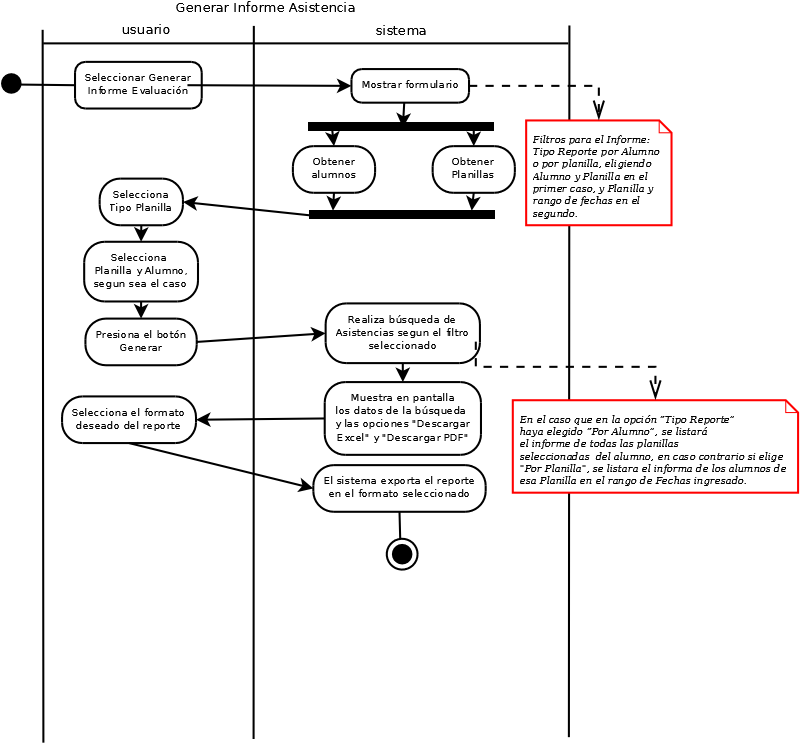 Generar Informe Asistencia
usuario
sistema
Seleccionar Generar
Informe Evaluación
Mostrar formulario
Filtros para el Informe:
Tipo Reporte por Alumno
o por planilla, eligiendo
Alumno y Planilla en el
primer caso, y Planilla y
rango de fechas en el
segundo.
Obtener
alumnos
Obtener
Planillas
Selecciona
Tipo Planilla
Selecciona
Planilla y Alumno,
segun sea el caso
Presiona el botón
Generar
Realiza búsqueda de
Asistencias segun el filtro
seleccionado
Muestra en pantalla
los datos de la búsqueda
y las opciones "Descargar
Excel" y "Descargar PDF"
Selecciona el formato
deseado del reporte
En el caso que en la opción "Tipo Reporte"
haya elegido "Por Alumno", se listará
el informe de todas las planillas
seleccionadas del alumno, en caso contrario si elige
"Por Planilla", se listara el informa de los alumnos de
esa Planilla en el rango de Fechas ingresado.
El sistema exporta el reporte
en el formato seleccionado